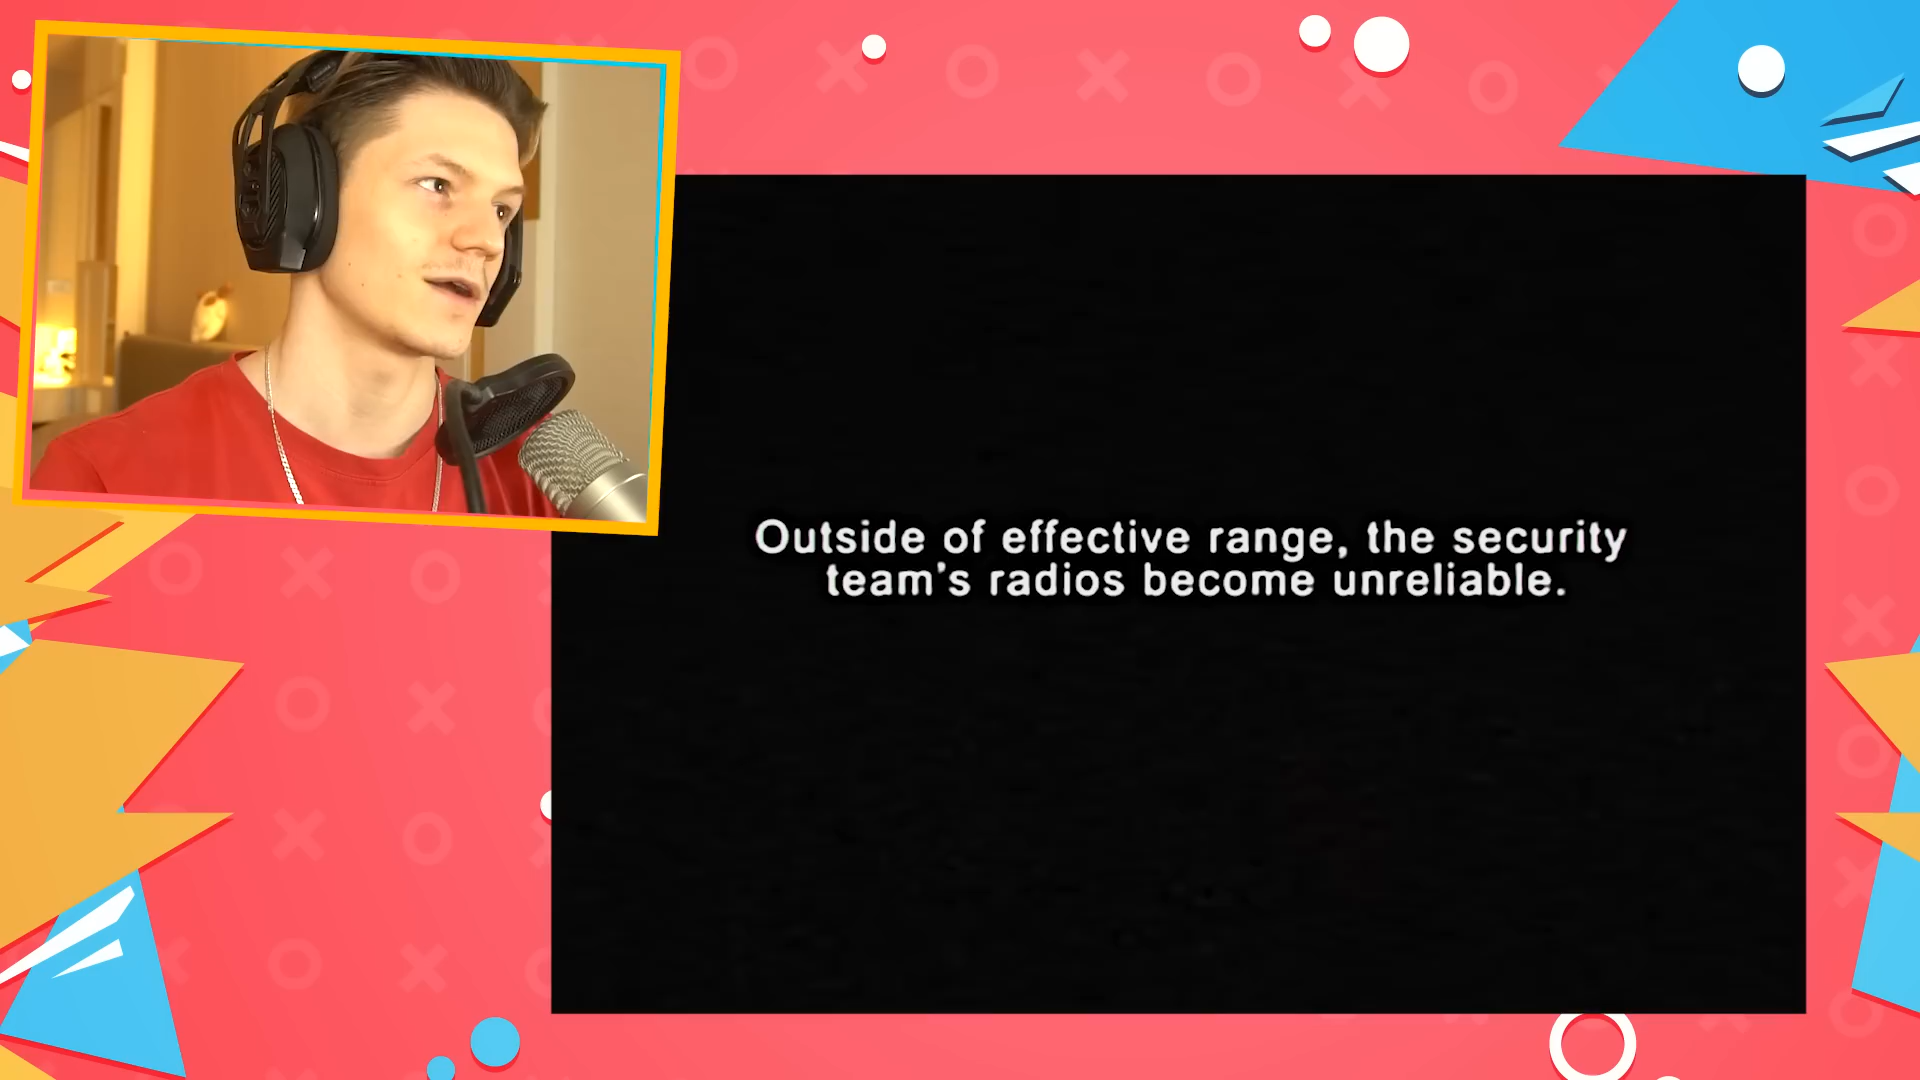 Outside of effective range, the security
team's radios become unreliable.